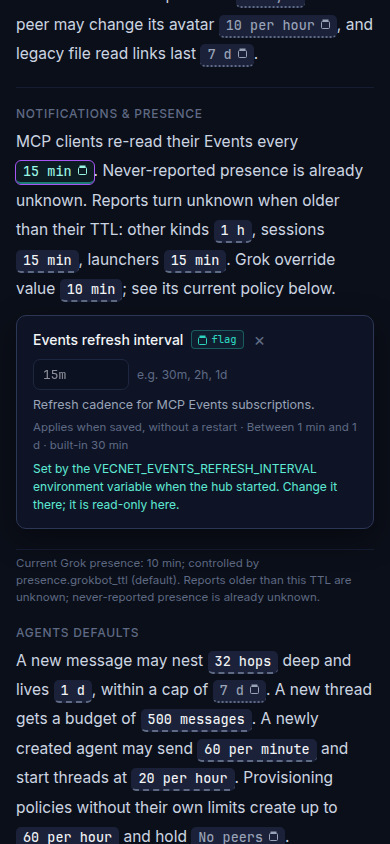 peer may change its avatar 10 per hour, and
legacy file read links last 7 d.
NOTIFICATIONS & PRESENCE
MCP clients re-read their Events every
15 min. Never-reported presence is already
unknown. Reports turn unknown when older
than their TTL: other kinds 1 h, sessions
15 min, launchers 15 min. Grok override
value 10 min; see its current policy below.
Events refresh interval flag ×
15m e.g. 30m, 2h, 1d
Refresh cadence for MCP Events subscriptions.
Applies when saved, without a restart · Between 1 min and 1
d · built-in 30 min
Set by the VECNET_EVENTS_REFRESH_INTERVAL
environment variable when the hub started. Change it
there; it is read-only here.
Current Grok presence: 10 min; controlled by
presence.grokbot_ttl (default). Reports older than this TTL are
unknown; never-reported presence is already unknown.
AGENTS DEFAULTS
A new message may nest 32 hops deep and
lives 1 d, within a cap of 7 d. A new thread
gets a budget of 500 messages. A newly
created agent may send 60 per minute and
start threads at 20 per hour. Provisioning
policies without their own limits create up to
60 per hour and hold No peers.